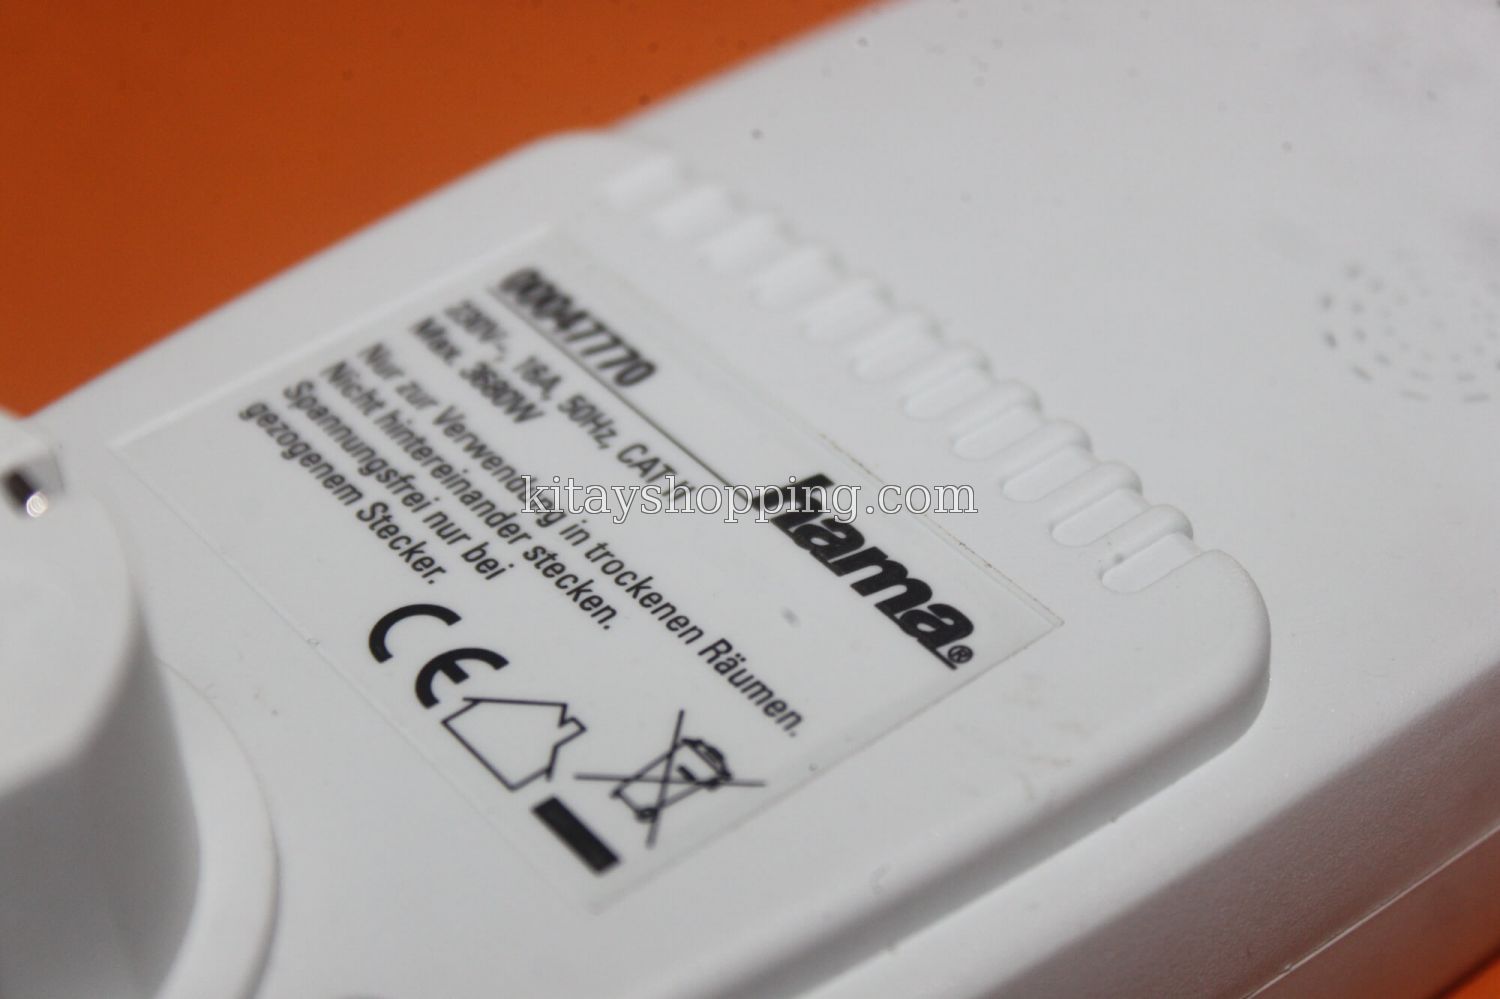 00047770
hama®
230V~, 16A, 50Hz, CAT II
Max. 3680W
Nur zur Verwendung in trockenen Räumen.
Nicht hintereinander stecken.
Spannungsfrei nur bei
gezogenem Stecker.
CE
kitayshopping.com